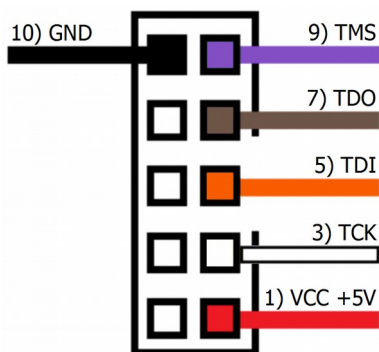 10) GND
9) TMS
7) TDO
5) TDI
3) TCK
1) VCC +5V